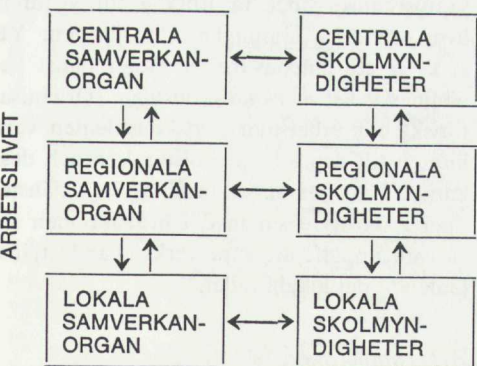 ARBETSLIVET
CENTRALA
SAMVERKAN-
ORGAN
CENTRALA
SKOLMYN-
DIGHETER
REGIONALA
SAMVERKAN-
ORGAN
REGIONALA
SKOLMYN-
DIGHETER
LOKALA
SAMVERKAN-
ORGAN
LOKALA
SKOLMYN-
DIGHETER